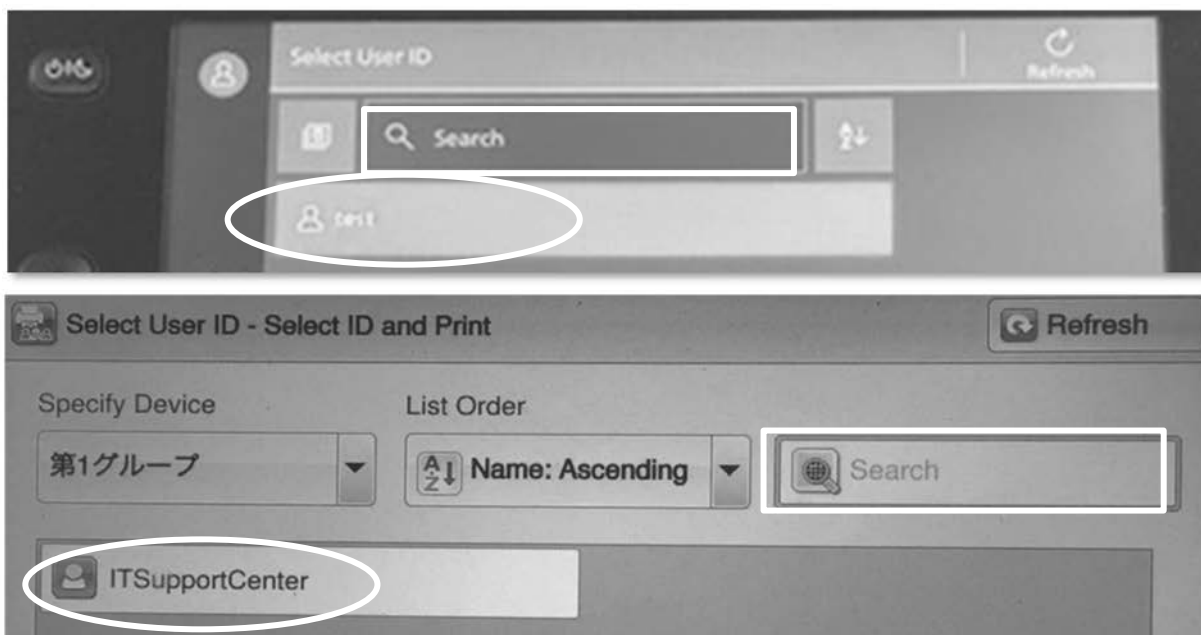 Select User ID
Refresh
Search
test
Select User ID - Select ID and Print
Refresh
Specify Device
List Order
第1グループ
Name: Ascending
Search
ITSupportCenter